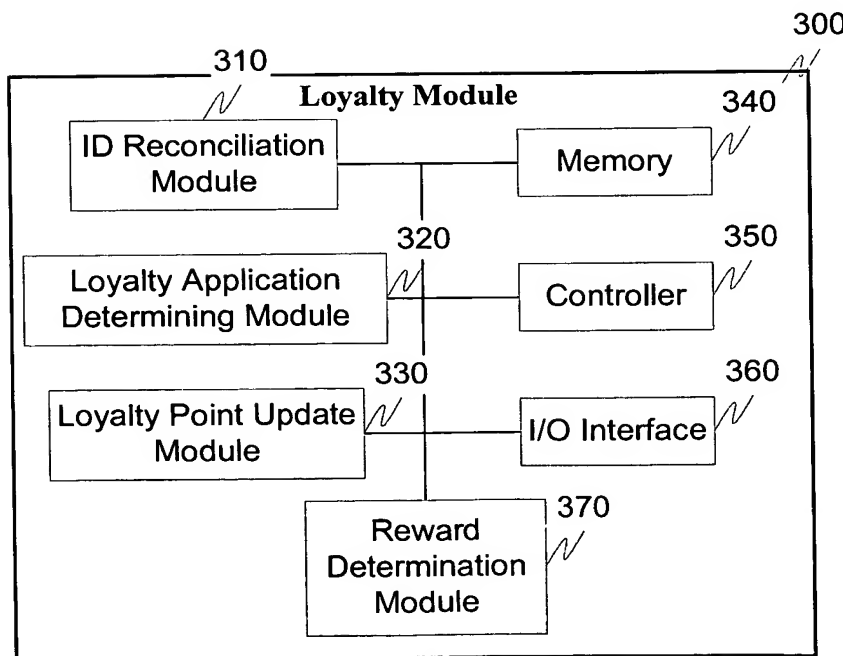 300
310
Loyalty Module
340
ID Reconciliation
Module
Memory
320
350
Loyalty Application
Determining Module
Controller
330
360
Loyalty Point Update
Module
I/O Interface
370
Reward
Determination
Module